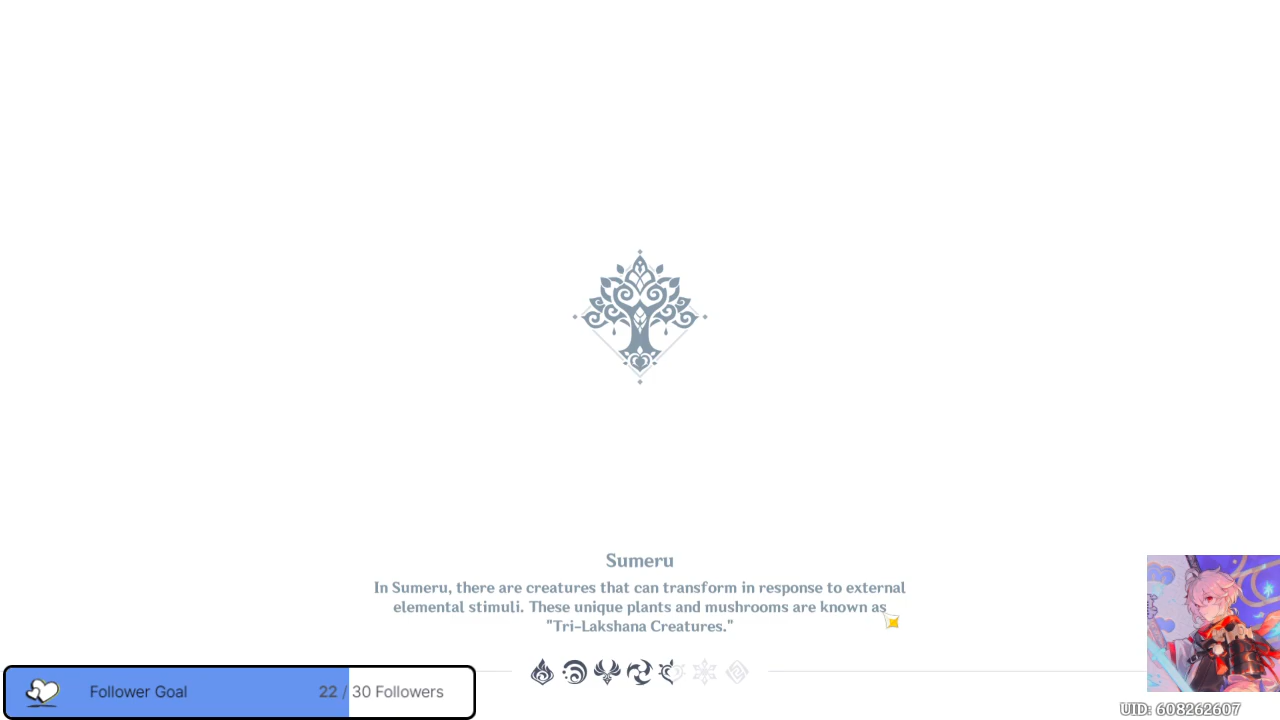 Sumeru
In Sumeru, there are creatures that can transform in response to external
elemental stimuli. These unique plants and mushrooms are known as
"Tri-Lakshana Creatures."
Follower Goal 22 / 30 Followers
UID: 608262607